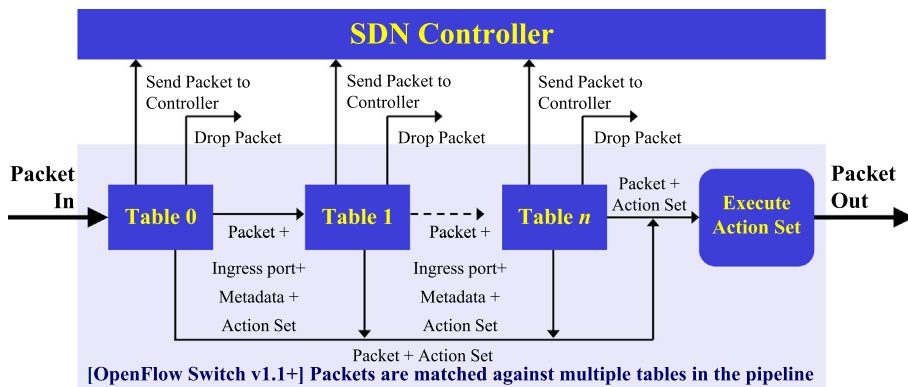 SDN Controller
Send Packet to
Controller
Send Packet to
Controller
Send Packet to
Controller
Drop Packet
Drop Packet
Drop Packet
Packet
In
Table 0
Packet +
Ingress port+
Metadata +
Action Set
Table 1
Packet +
Ingress port+
Metadata +
Action Set
Table n
Packet +
Action Set
Execute
Action Set
Packet
Out
Packet + Action Set
[OpenFlow Switch v1.1+] Packets are matched against multiple tables in the pipeline